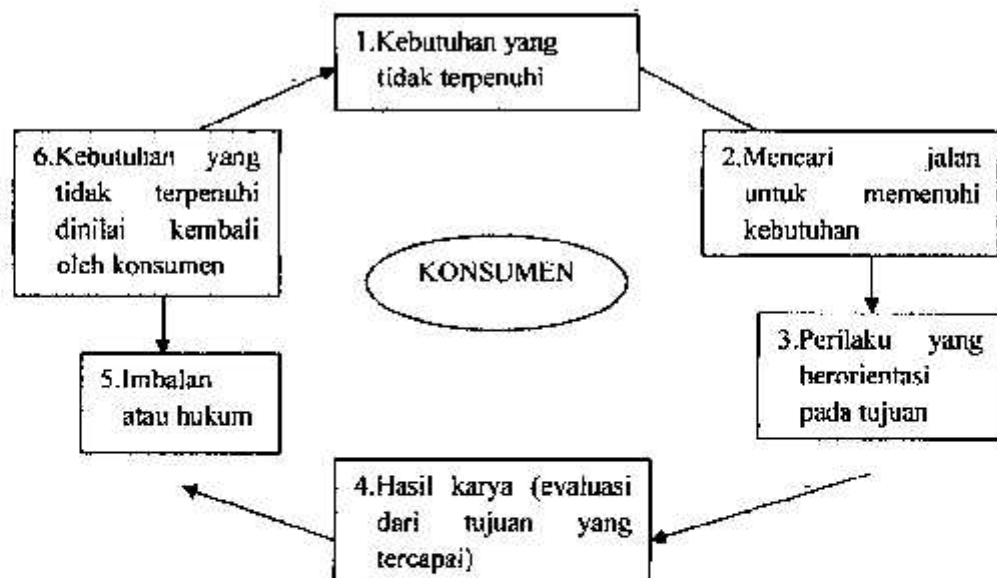 1.Kebutuhan yang
tidak terpenuhi
2.Mencari jalan
untuk memenuhi
kebutuhan
3.Perilaku yang
berorientasi
pada tujuan
4.Hasil karya (evaluasi
dari tujuan yang
tercapai)
5.Imbalan
atau hukum
6.Kebutuhan yang
tidak terpenuhi
dinilai kembali
oleh konsumen
KONSUMEN